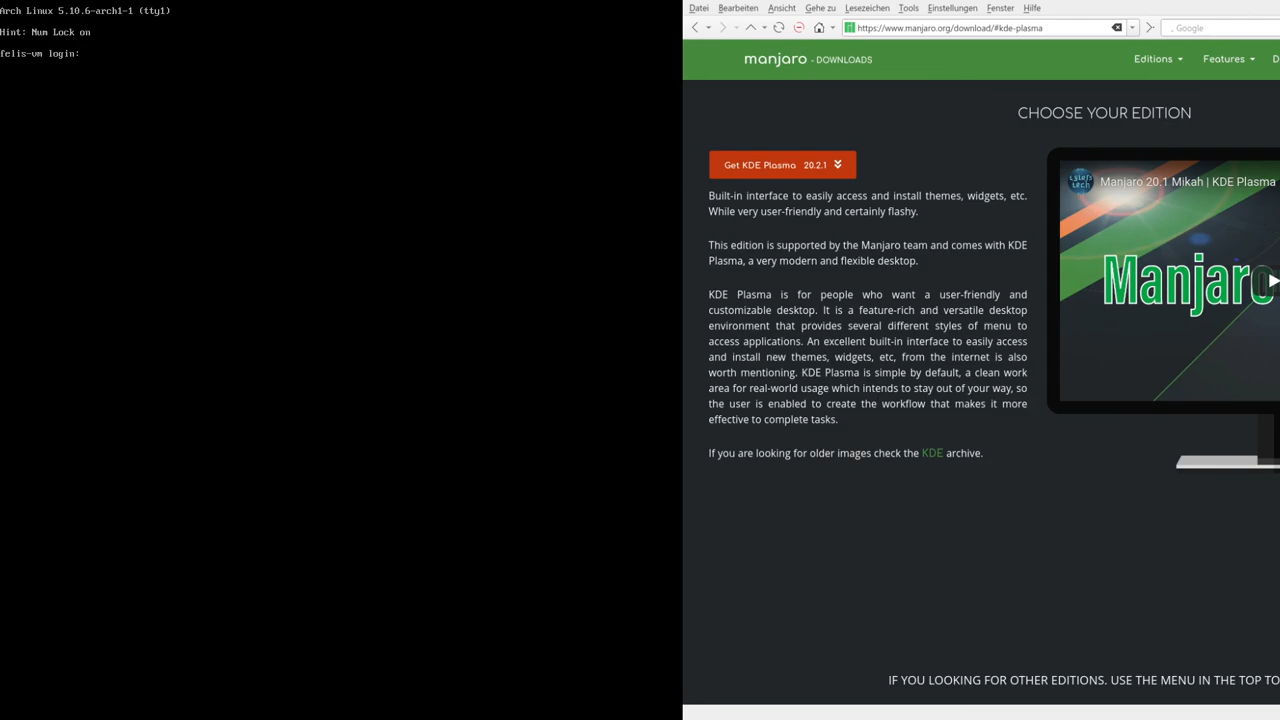 Arch Linux 5.10.6-arch1-1 (tty1)
Hint: Num Lock on
felis-vm login:
Datei Bearbeiten Ansicht Gehe zu Lesezeichen Tools Einstellungen Fenster Hilfe
https://www.manjaro.org/download/#kde-plasma
Google
manjaro - DOWNLOADS
Editions
Features
D
CHOOSE YOUR EDITION
Get KDE Plasma 20.2.1
Built-in interface to easily access and install themes, widgets, etc.
While very user-friendly and certainly flashy.
This edition is supported by the Manjaro team and comes with KDE
Plasma, a very modern and flexible desktop.
KDE Plasma is for people who want a user-friendly and
customizable desktop. It is a feature-rich and versatile desktop
environment that provides several different styles of menu to
access applications. An excellent built-in interface to easily access
and install new themes, widgets, etc, from the internet is also
worth mentioning. KDE Plasma is simple by default, a clean work
area for real-world usage which intends to stay out of your way, so
the user is enabled to create the workflow that makes it more
effective to complete tasks.
If you are looking for older images check the KDE archive.
Manjaro 20.1 Mikah | KDE Plasma
Manjaro
IF YOU LOOKING FOR OTHER EDITIONS. USE THE MENU IN THE TOP TO